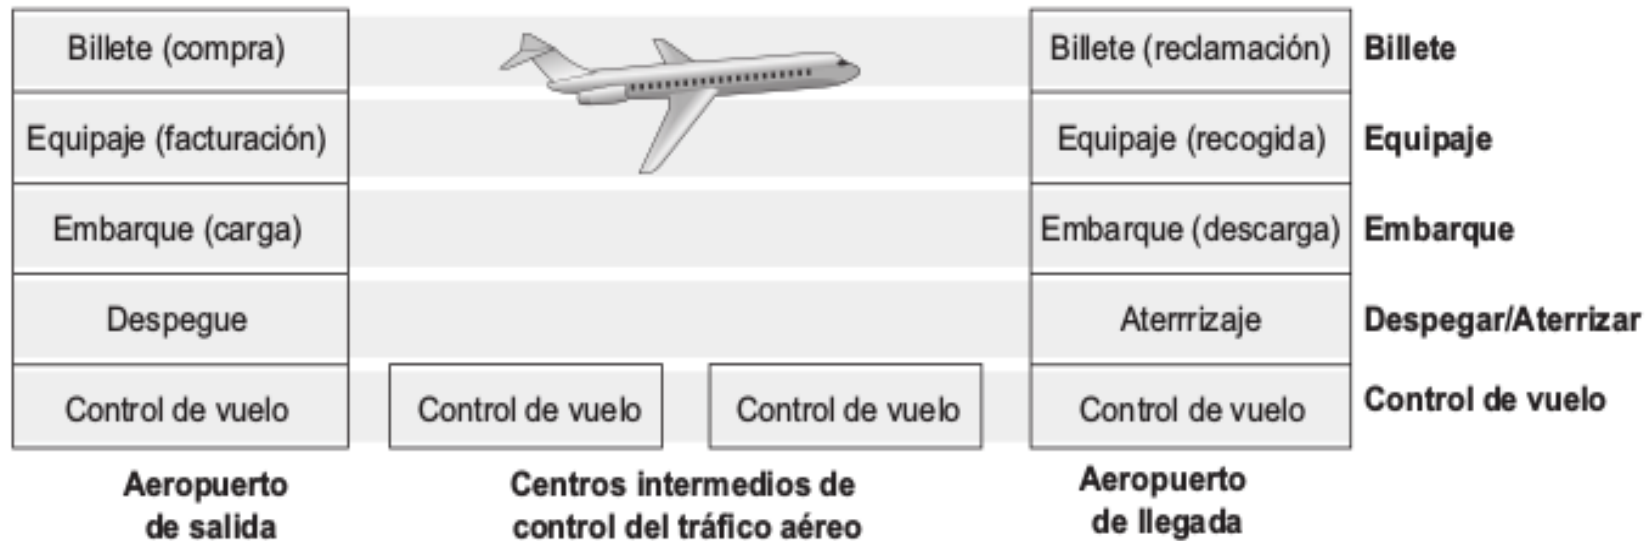 Billete (compra)
Billete (reclamación)
Billete
Equipaje (facturación)
Equipaje (recogida)
Equipaje
Embarque (carga)
Embarque (descarga)
Embarque
Despegue
Aterrrizaje
Despegar/Aterrizar
Control de vuelo
Control de vuelo
Control de vuelo
Control de vuelo
Control de vuelo
Aeropuerto
de salida
Centros intermedios de
control del tráfico aéreo
Aeropuerto
de llegada